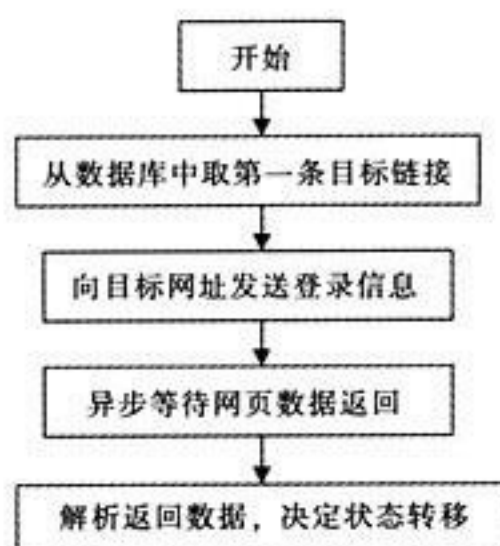 开始
从数据库中取第一条目标链接
向目标网址发送登录信息
异步等待网页数据返回
解析返回数据，决定状态转移